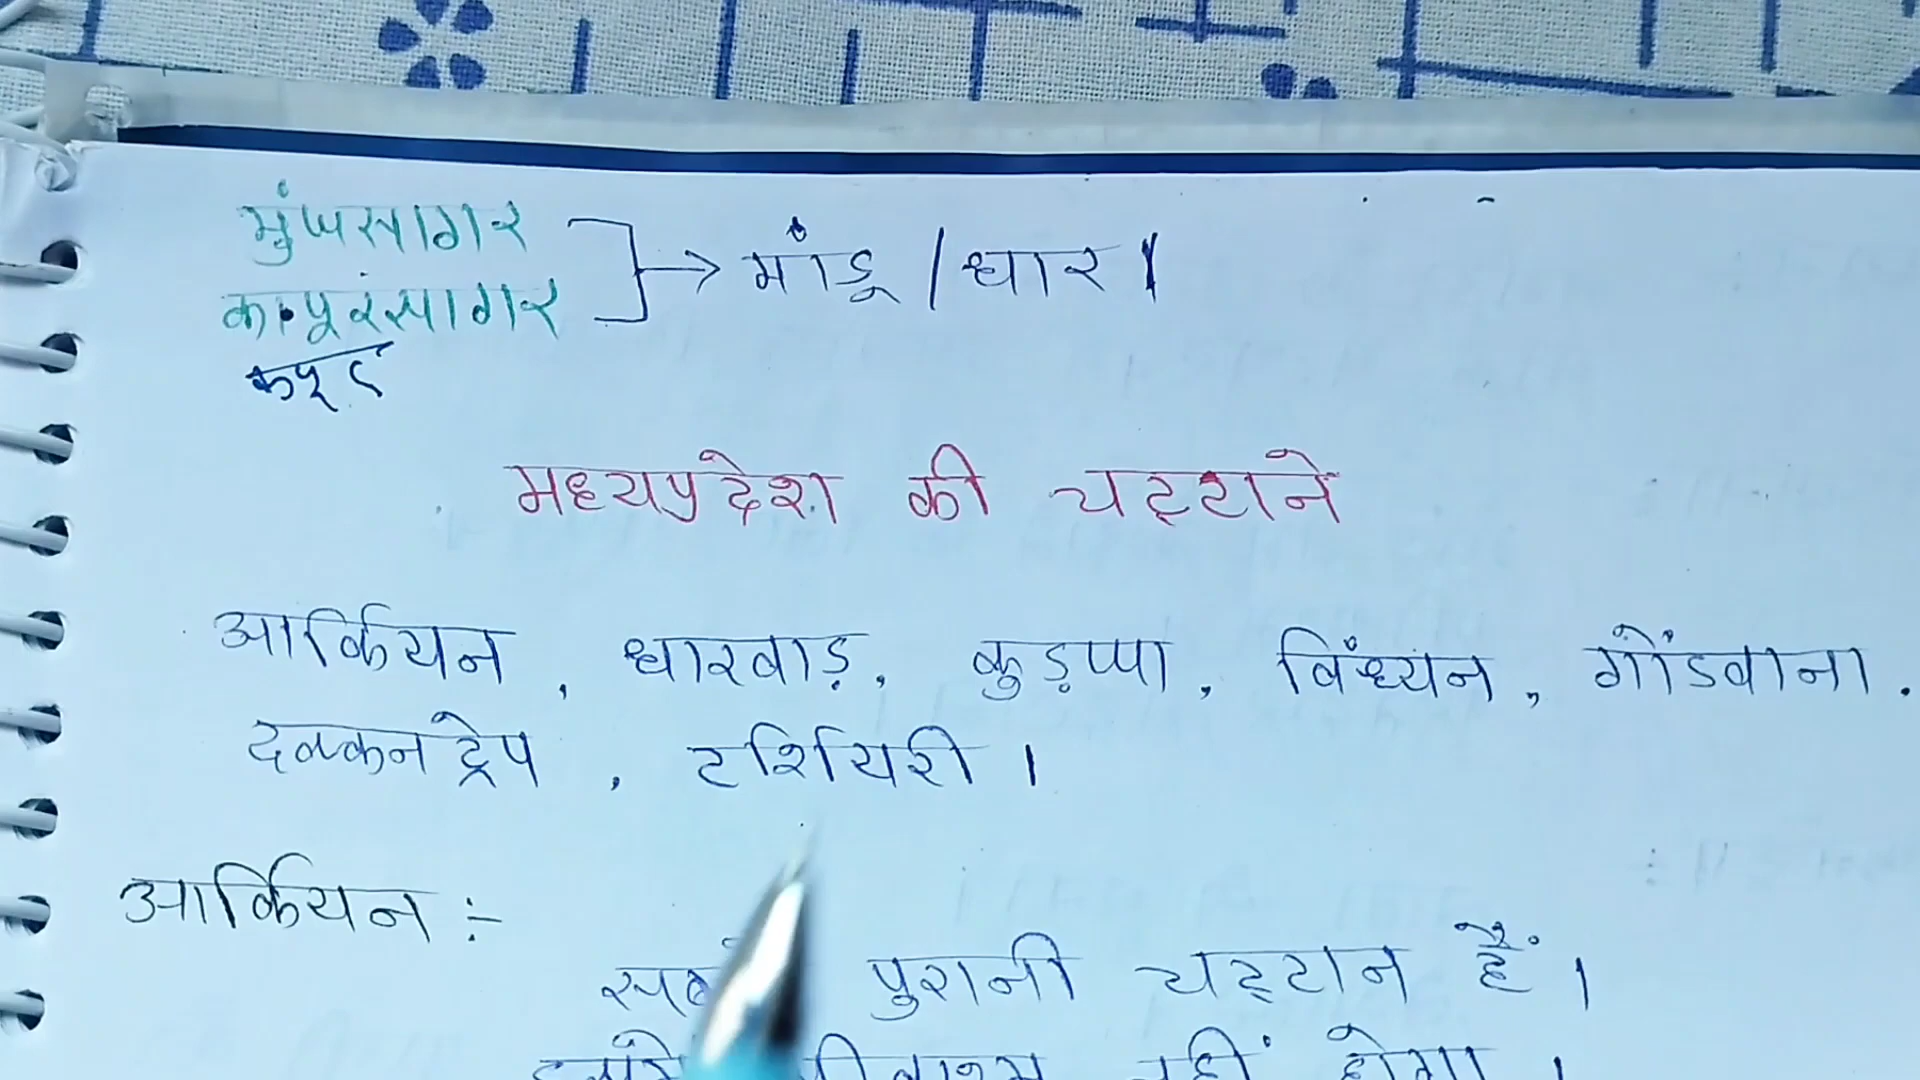 मुंजसागर
कापूरसागर
कपूर
→ मांडू / धार।
मध्यप्रदेश की चट्टाने
आर्कियन, धारवाड़, कुड़प्पा, विंध्यन, गोंडवाना,
दक्कन ट्रेप, टर्शियरी।
आर्कियन :-
पुरानी चट्टान हैं।
नहीं होगा।